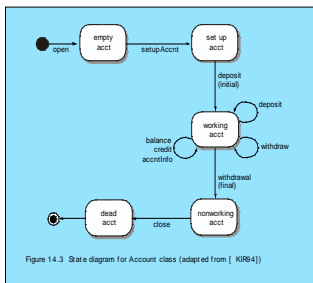 empty
acct
set up
acct
open
setupAccnt
deposit
(initial)
deposit
working
acct
balance
credit
accntInfo
withdraw
withdrawal
(final)
dead
acct
nonworking
acct
close
Figure 14.3 State diagram for Account class (adapted from [ KIR94])